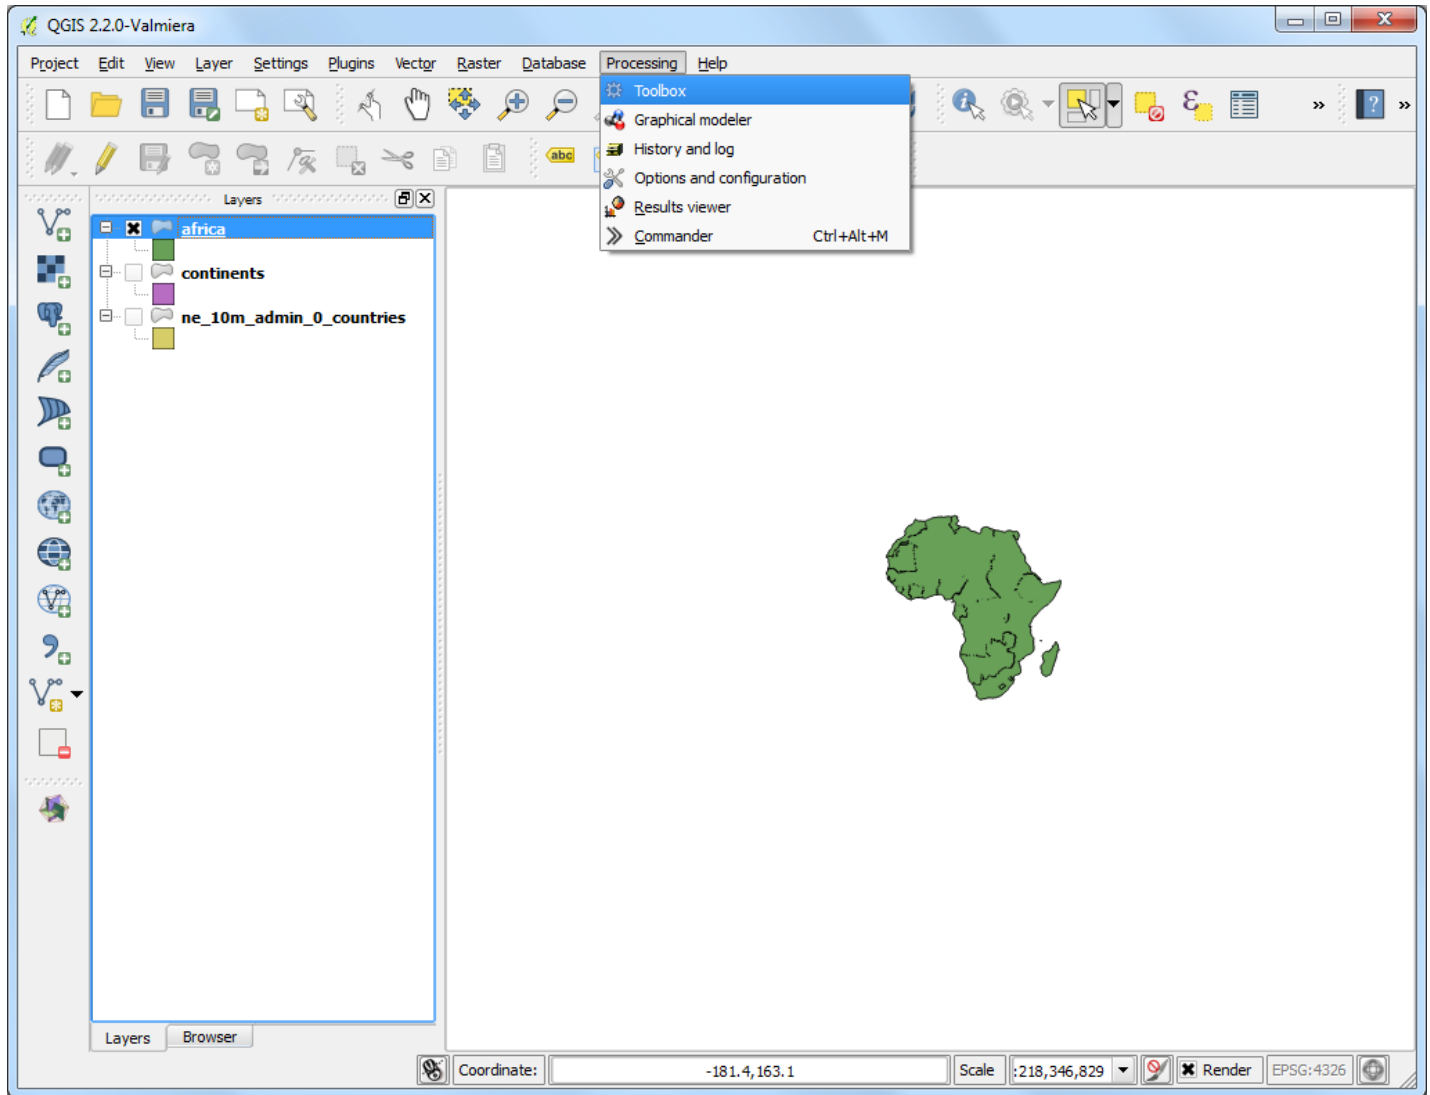 QGIS 2.2.0-Valmiera
Project Edit View Layer Settings Plugins Vector Raster Database Processing Help
Toolbox
Graphical modeler
History and log
Options and configuration
Results viewer
Commander Ctrl+Alt+M
abc
Layers
africa
continents
ne_10m_admin_0_countries
Layers Browser
Coordinate: -181.4,163.1 Scale :218,346,829 Render EPSG:4326